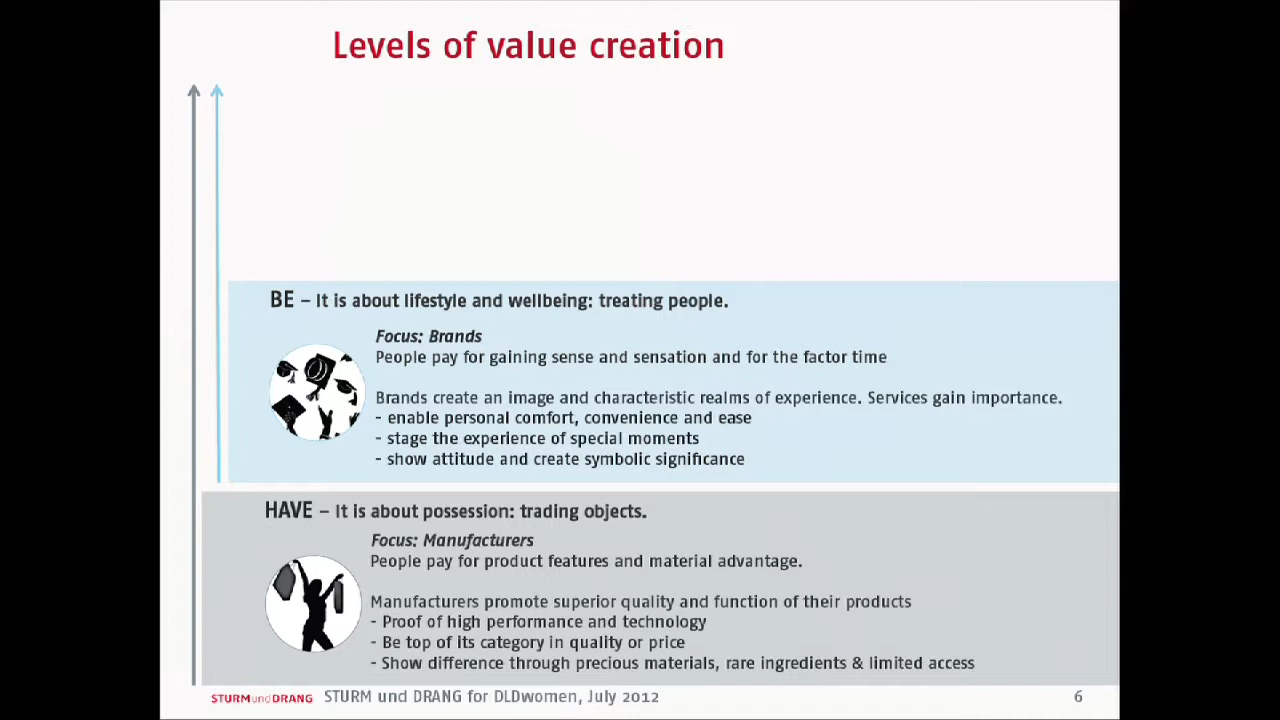 Levels of value creation
BE – It is about lifestyle and wellbeing: treating people.
Focus: Brands
People pay for gaining sense and sensation and for the factor time
Brands create an image and characteristic realms of experience. Services gain importance.
- enable personal comfort, convenience and ease
- stage the experience of special moments
- show attitude and create symbolic significance
HAVE – It is about possession: trading objects.
Focus: Manufacturers
People pay for product features and material advantage.
Manufacturers promote superior quality and function of their products
- Proof of high performance and technology
- Be top of its category in quality or price
- Show difference through precious materials, rare ingredients & limited access
STURMundDRANG STURM und DRANG for DLDwomen, July 2012 6